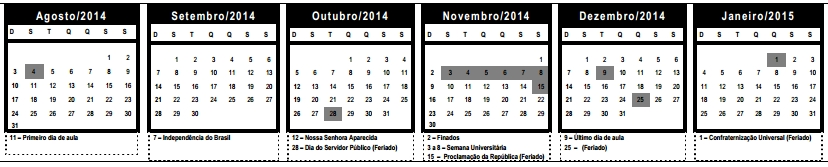 Agosto/2014
D S T Q Q S S
1 2
3 4 5 6 7 8 9
10 11 12 13 14 15 16
17 18 19 20 21 22 23
24 25 26 27 28 29 30
31
11 – Primeiro dia de aula
Setembro/2014
D S T Q Q S S
1 2 3 4 5 6
7 8 9 10 11 12 13
14 15 16 17 18 19 20
21 22 23 24 25 26 27
28 29 30
7 – Independência do Brasil
Outubro/2014
D S T Q Q S S
1 2 3 4
5 6 7 8 9 10 11
12 13 14 15 16 17 18
19 20 21 22 23 24 25
26 27 28 29 30 31
12 – Nossa Senhora Aparecida
28 – Dia do Servidor Público (Feriado)
Novembro/2014
D S T Q Q S S
1
2 3 4 5 6 7 8
9 10 11 12 13 14 15
16 17 18 19 20 21 22
23 24 25 26 27 28 29
30
2 – Finados
3 a 8 – Semana Universitária
15 – Proclamação da República (Feriado)
Dezembro/2014
D S T Q Q S S
1 2 3 4 5 6
7 8 9 10 11 12 13
14 15 16 17 18 19 20
21 22 23 24 25 26 27
28 29 30 31
9 – Último dia de aula
25 – (Feriado)
Janeiro/2015
D S T Q Q S S
1 2 3
4 5 6 7 8 9 10
11 12 13 14 15 16 17
18 19 20 21 22 23 24
25 26 27 28 29 30 31
1 – Confraternização Universal (Feriado)